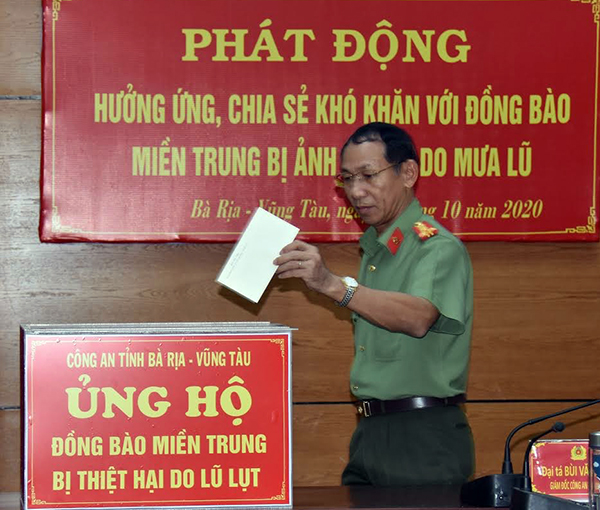 PHÁT ĐỘNG
HƯỞNG ỨNG, CHIA SẺ KHÓ KHĂN VỚI ĐỒNG BÀO
MIỀN TRUNG BỊ ẢNH DO MƯA LŨ
Bà Rịa - Vũng Tàu, 10 năm 2020
CÔNG AN TỈNH BÀ RỊA - VŨNG TÀU
ỦNG HỘ
ĐỒNG BÀO MIỀN TRUNG
BỊ THIỆT HẠI DO LŨ LỤT
Đại tá BÙI VĂ
GIÁM ĐỐC CÔNG AN